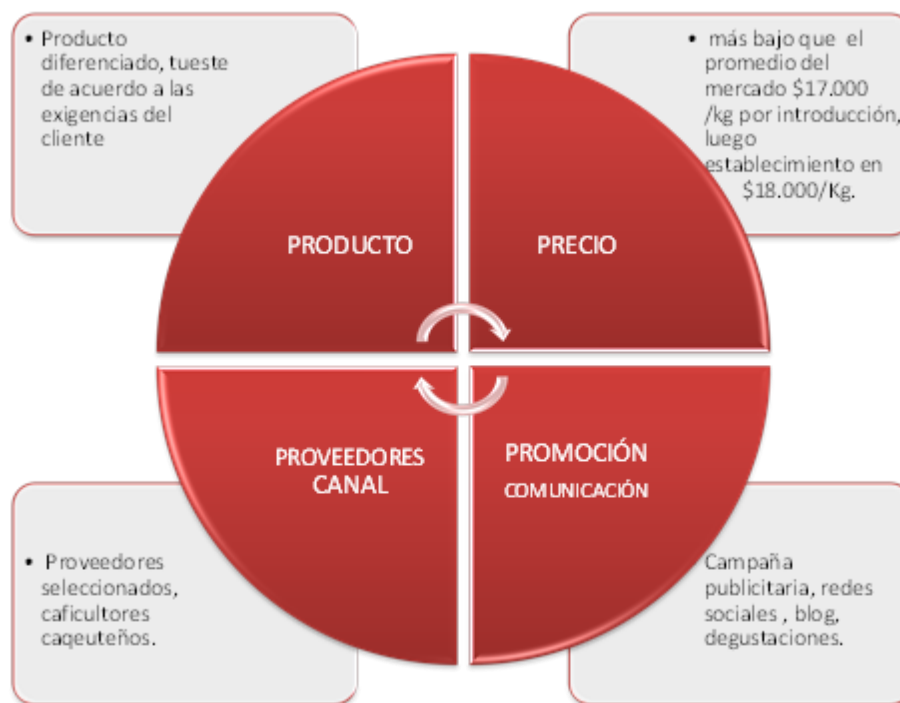 • Producto
diferenciado, tueste
de acuerdo a las
exigencias del
cliente
• más bajo que el
promedio del
mercado $17.000
/kg por introducción,
luego
establecimiento en
$18.000/Kg.
PRODUCTO
PRECIO
PROVEEDORES
CANAL
PROMOCIÓN
COMUNICACIÓN
• Proveedores
seleccionados,
caficultores
caqeuteños.
Campaña
publicitaria, redes
sociales , blog,
degustaciones.